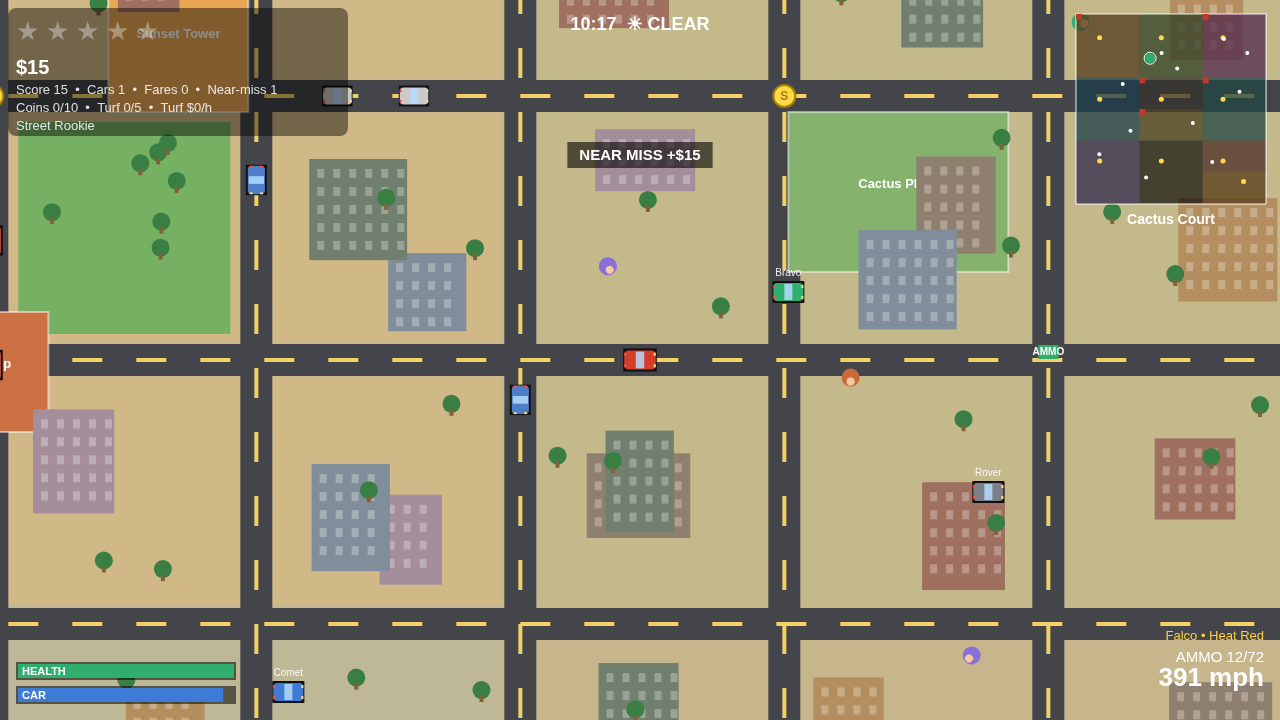 ★ ★ ★ ★ ★
Sunset Tower
10:17 ☀ CLEAR
$15
Score 15 • Cars 1 • Fares 0 • Near-miss 1
Coins 0/10 • Turf 0/5 • Turf $0/h
Street Rookie
S
NEAR MISS +$15
Cactus Pl
Cactus Court
Bravo
AMMO
p
Rover
Falco • Heat Red
AMMO 12/72
391 mph
HEALTH
CAR
Comet